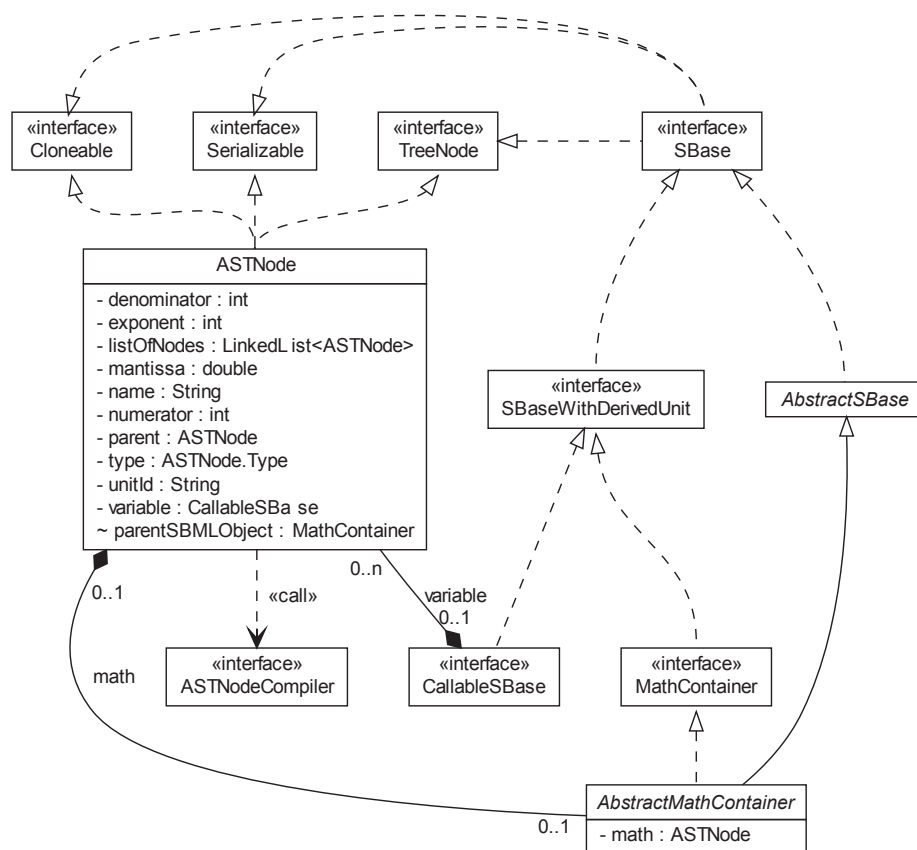 «interface»
Cloneable
«interface»
Serializable
«interface»
TreeNode
«interface»
SBase
ASTNode
- denominator : int
- exponent : int
- listOfNodes : LinkedL ist<ASTNode>
- mantissa : double
- name : String
- numerator : int
- parent : ASTNode
- type : ASTNode.Type
- unitId : String
- variable : CallableSBa se
~ parentSBMLObject : MathContainer
«interface»
SBaseWithDerivedUnit
AbstractSBase
0..1
«call»
0..n
variable
0..1
math
«interface»
ASTNodeCompiler
«interface»
CallableSBase
«interface»
MathContainer
AbstractMathContainer
0..1
- math : ASTNode